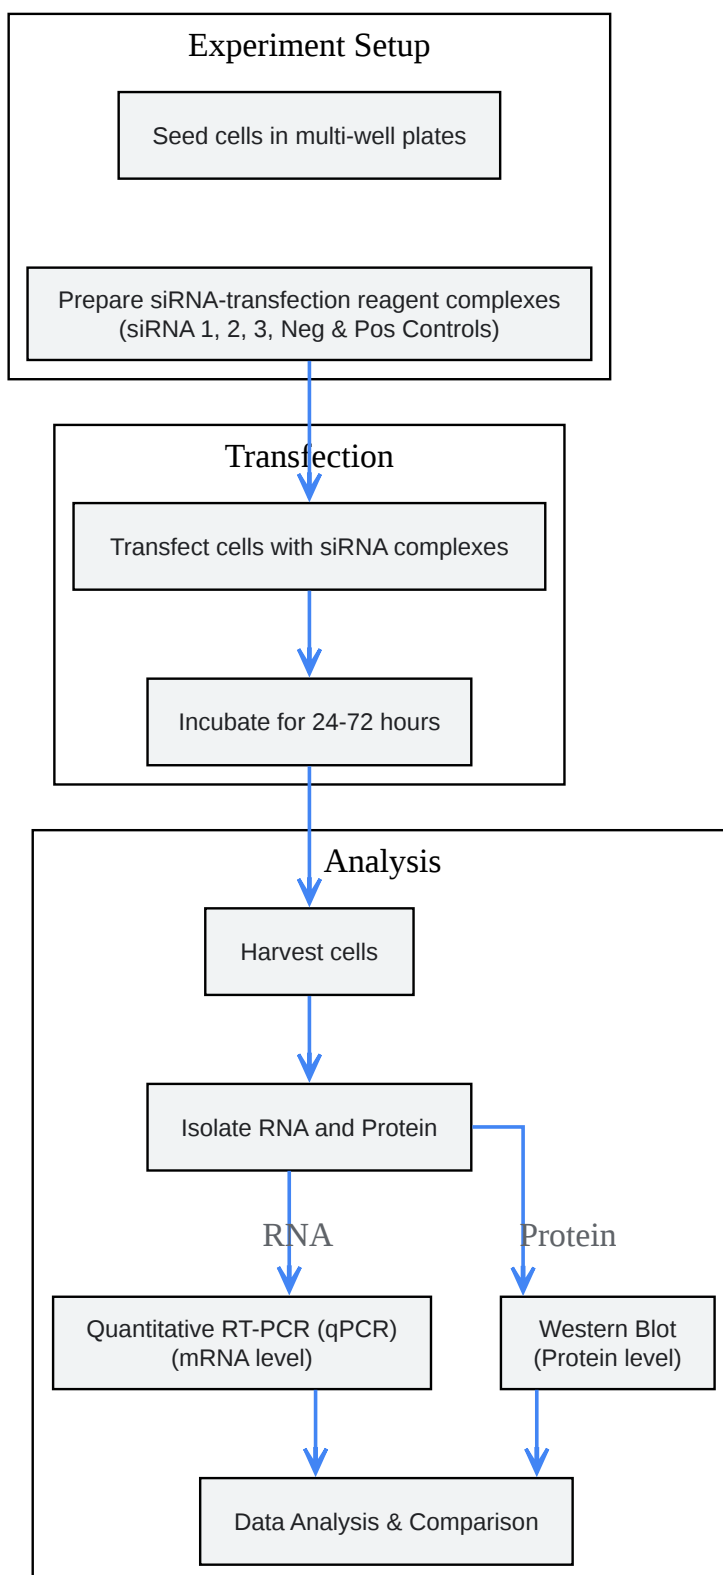 Experiment Setup
Seed cells in multi-well plates
Prepare siRNA-transfection reagent complexes
(siRNA 1, 2, 3, Neg & Pos Controls)
Transfection
Transfect cells with siRNA complexes
Incubate for 24-72 hours
Analysis
Harvest cells
Isolate RNA and Protein
RNA
Protein
Quantitative RT-PCR (qPCR)
(mRNA level)
Western Blot
(Protein level)
Data Analysis & Comparison